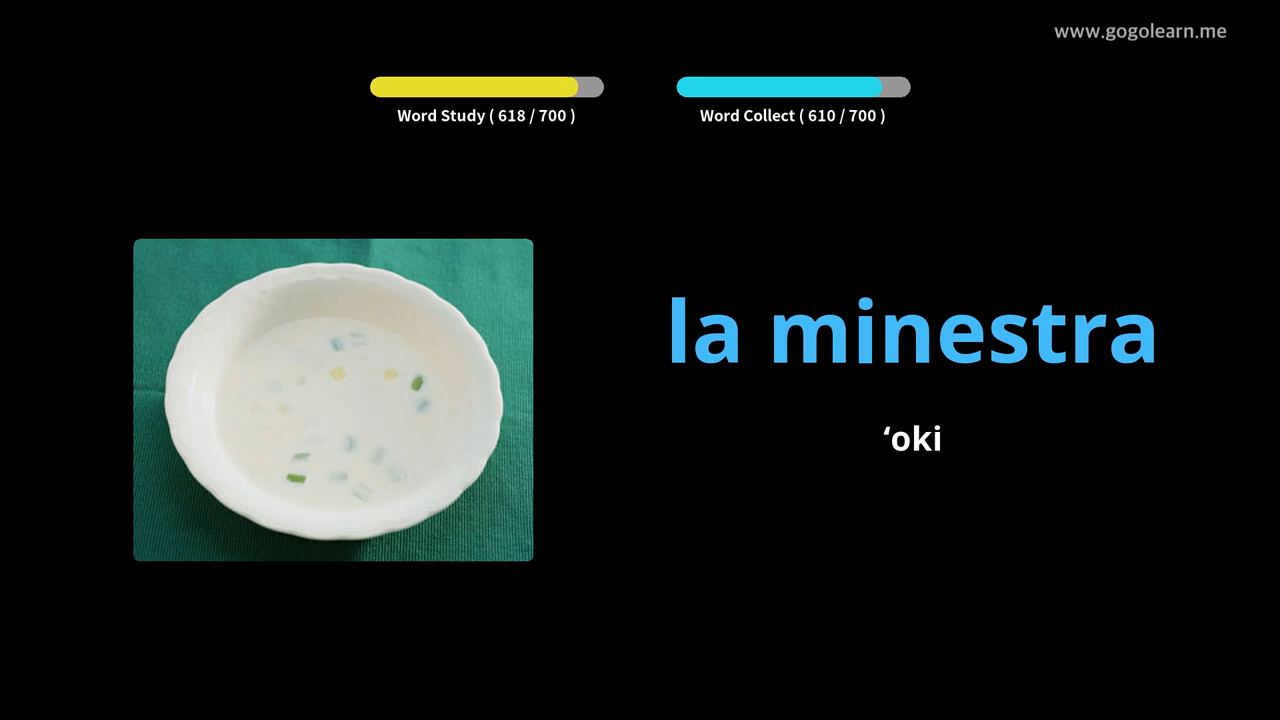 www.gogolearn.me
Word Study ( 618 / 700 )
Word Collect ( 610 / 700 )
la minestra
‘oki